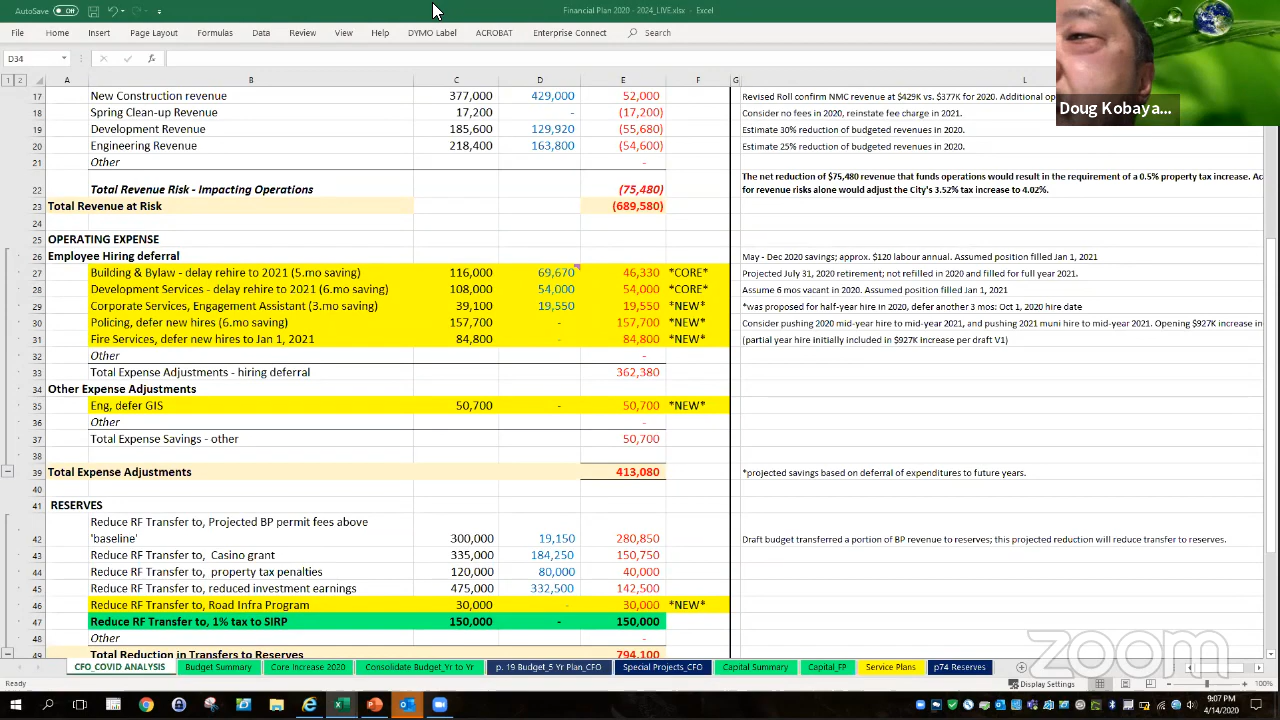 AutoSave Off Financial Plan 2020 - 2024_LIVE.xlsx - Excel
File Home Insert Page Layout Formulas Data Review View Help DYMO Label ACROBAT Enterprise Connect Search
Doug Kobaya...
D34 fx
1 2 A B C D E F G L
17 New Construction revenue 377,000 429,000 52,000 Revised Roll confirm NMC revenue at $429K vs. $377K for 2020. Additional op
18 Spring Clean-up Revenue 17,200 - (17,200) Consider no fees in 2020, reinstate fee charge in 2021.
19 Development Revenue 185,600 129,920 (55,680) Estimate 30% reduction of budgeted revenues in 2020.
20 Engineering Revenue 218,400 163,800 (54,600) Estimate 25% reduction of budgeted revenues in 2020.
21 Other -
The net reduction of $75,480 revenue that funds operations would result in the requirement of a 0.5% property tax increase. Ac
22 Total Revenue Risk - Impacting Operations (75,480) for revenue risks alone would adjust the City's 3.52% tax increase to 4.02%.
23 Total Revenue at Risk (689,580)
24
25 OPERATING EXPENSE
26 Employee Hiring deferral May - Dec 2020 savings; approx. $120 labour annual. Assumed position filled Jan 1, 2021
27 Building & Bylaw - delay rehire to 2021 (5.mo saving) 116,000 69,670 46,330 *CORE* Projected July 31, 2020 retirement; not refilled in 2020 and filled for full year 2021.
28 Development Services - delay rehire to 2021 (6.mo saving) 108,000 54,000 54,000 *CORE* Assume 6 mos vacant in 2020. Assumed position filled Jan 1, 2021
29 Corporate Services, Engagement Assistant (3.mo saving) 39,100 19,550 19,550 *NEW* *was proposed for half-year hire in 2020, defer another 3 mos: Oct 1, 2020 hire date
30 Policing, defer new hires (6.mo saving) 157,700 - 157,700 *NEW* Consider pushing 2020 mid-year hire to mid-year 2021, and pushing 2021 muni hire to mid-year 2021. Opening $927K increase in
31 Fire Services, defer new hires to Jan 1, 2021 84,800 84,800 *NEW* (partial year hire initially included in $927K increase per draft V1)
32 Other -
33 Total Expense Adjustments - hiring deferral 362,380
34 Other Expense Adjustments
35 Eng, defer GIS 50,700 - 50,700 *NEW*
36 Other -
37 Total Expense Savings - other 50,700
38
39 Total Expense Adjustments 413,080 *projected savings based on deferral of expenditures to future years.
40
41 RESERVES
Reduce RF Transfer to, Projected BP permit fees above
42 'baseline' 300,000 19,150 280,850 Draft budget transferred a portion of BP revenue to reserves; this projected reduction will reduce transfer to reserves.
43 Reduce RF Transfer to, Casino grant 335,000 184,250 150,750
44 Reduce RF Transfer to, property tax penalties 120,000 80,000 40,000
45 Reduce RF Transfer to, reduced investment earnings 475,000 332,500 142,500
46 Reduce RF Transfer to, Road Infra Program 30,000 - 30,000 *NEW*
47 Reduce RF Transfer to, 1% tax to SIRP 150,000 - 150,000
48 Other -
49 Total Reduction in Transfers to Reserves 794,100
zoom
CFO_COVID ANALYSIS Budget Summary Core Increase 2020 Consolidate Budget_Yr to Yr p. 19 Budget_5 Yr Plan_CFO Special Projects_CFO Capital Summary Capital_FP Service Plans p74 Reserves
Ready Display Settings 100%
9:07 PM
4/14/2020